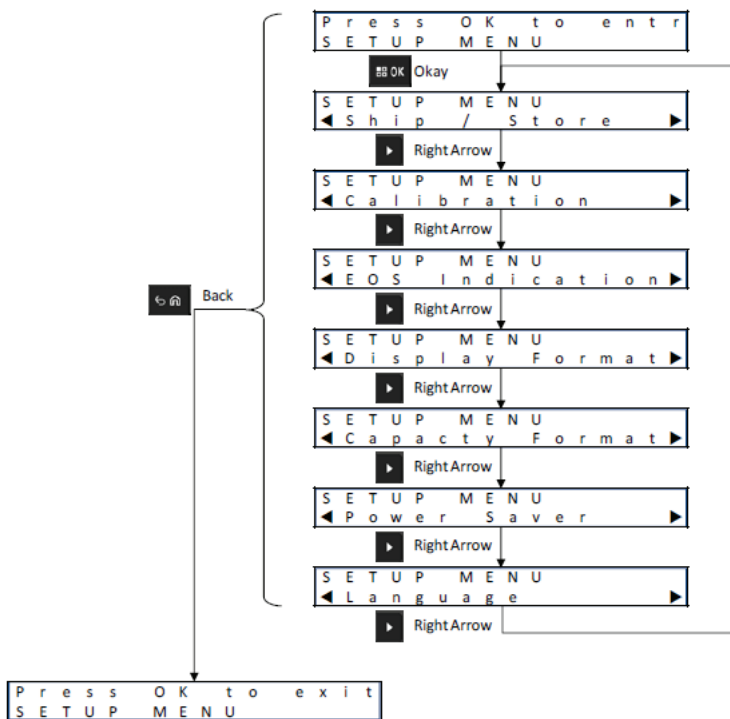 Press OK to entr
SETUP MENU
OK Okay
SETUP MENU
◀Ship / Store ▶
Right Arrow
SETUP MENU
◀Calibration ▶
Right Arrow
SETUP MENU
◀EOS Indication▶
Right Arrow
Back
SETUP MENU
◀Display Format▶
Right Arrow
SETUP MENU
◀Capacty Format▶
Right Arrow
SETUP MENU
◀Power Saver ▶
Right Arrow
SETUP MENU
◀Language ▶
Right Arrow
Press OK to exit
SETUP MENU